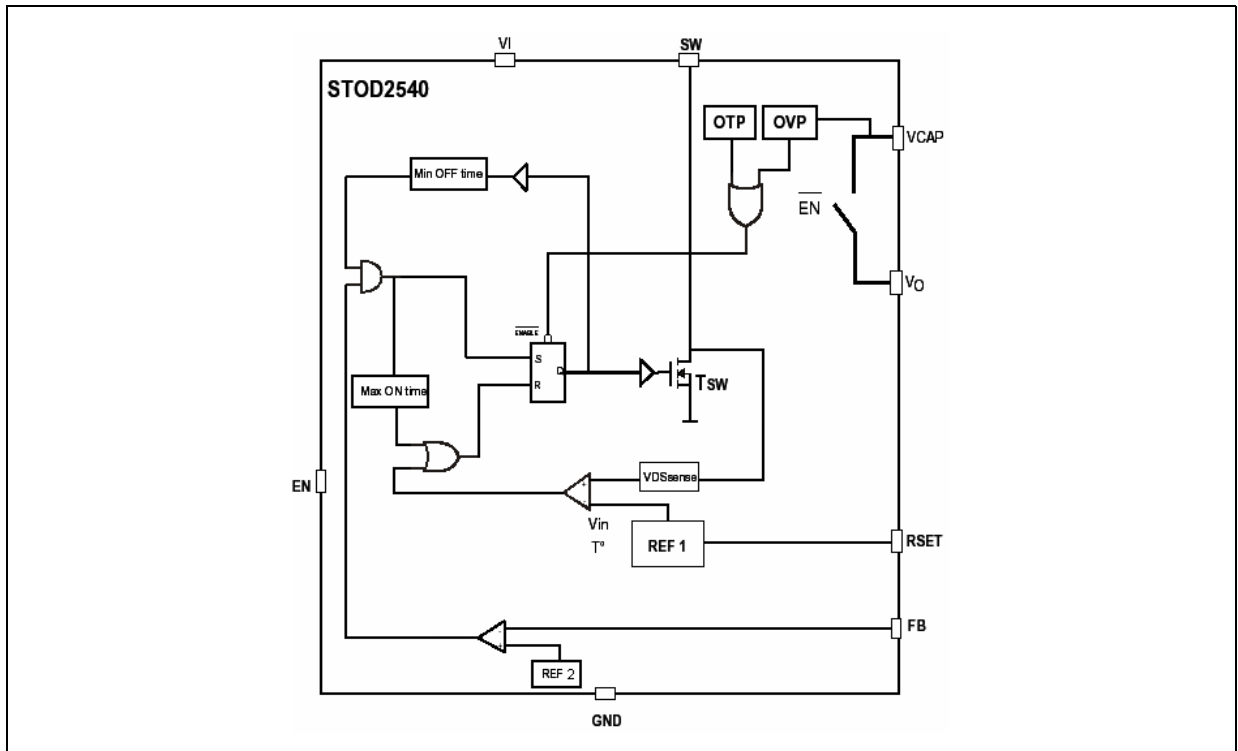 VI
SW
STOD2540
OTP
OVP
VCAP
Min OFF time
EN
VO
ENABLE
S
D
R
TSW
Max ON time
EN
VDSsense
+
-
Vin
T°
REF 1
RSET
FB
-
+
REF 2
GND